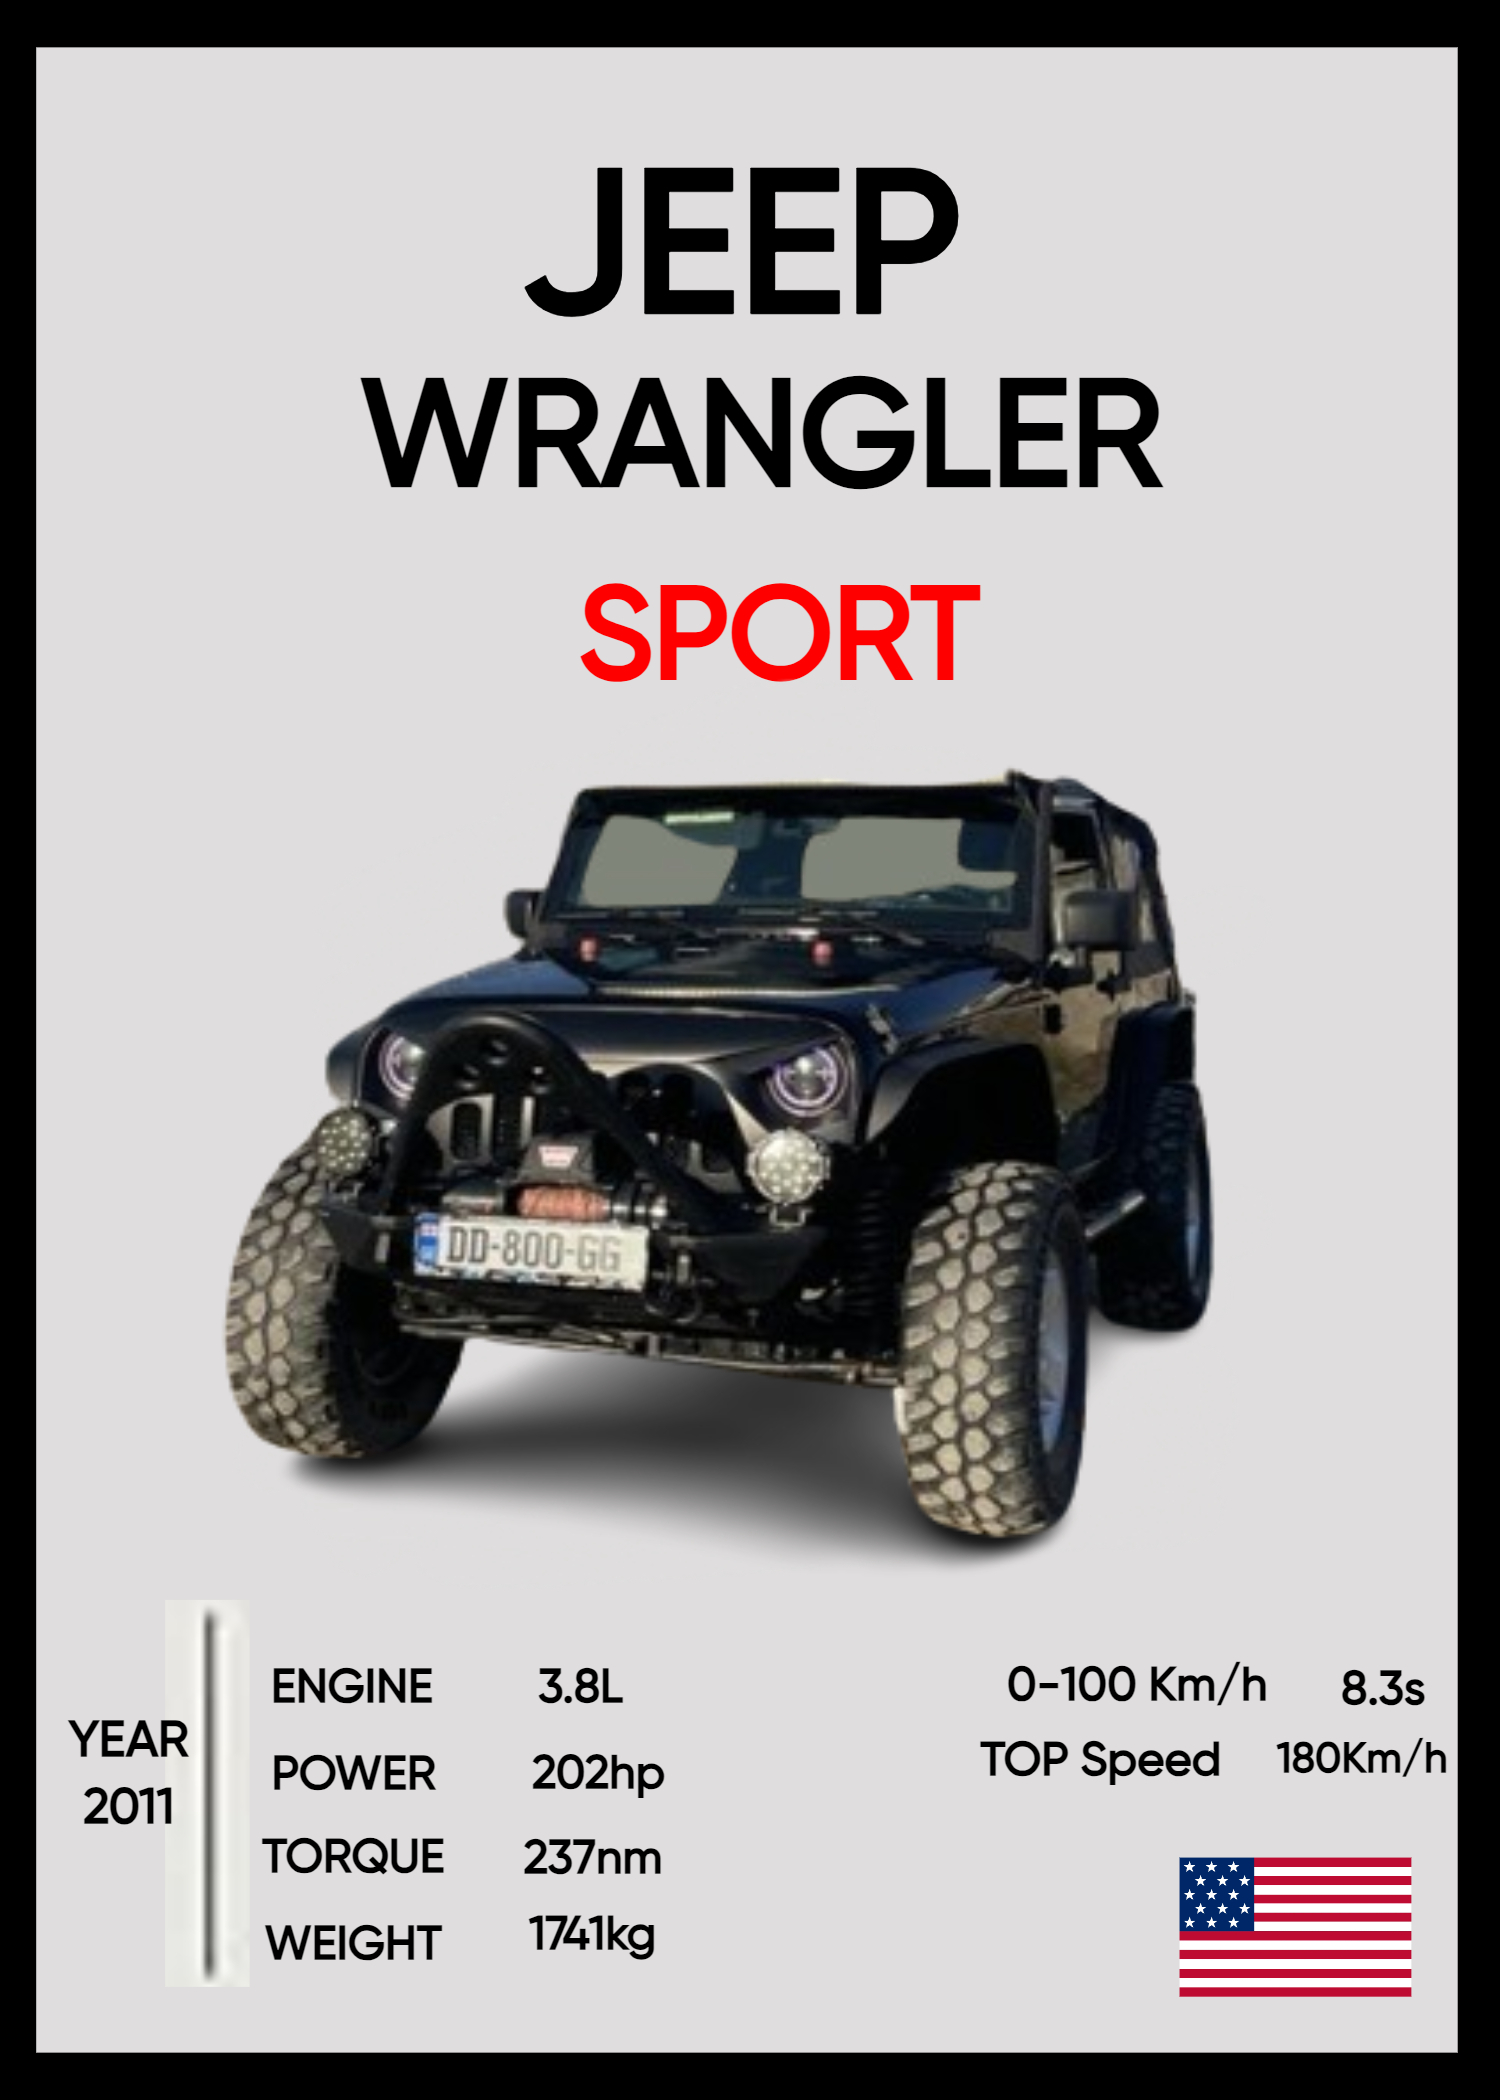 JEEP
WRANGLER
SPORT
DD-800-GG
YEAR
2011
ENGINE 3.8L
POWER 202hp
TORQUE 237nm
WEIGHT 1741kg
0-100 Km/h 8.3s
TOP Speed 180Km/h